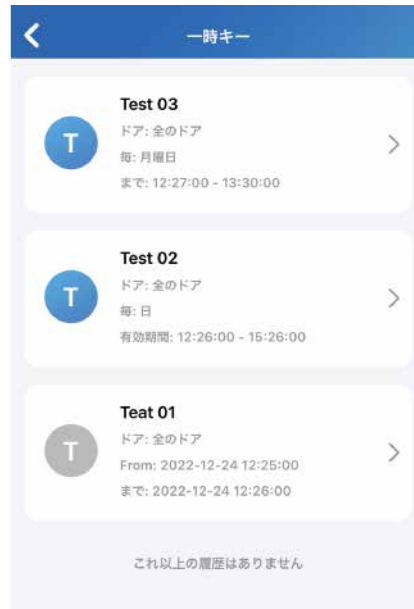 一時キー
Test 03
T
ドア: 全のドア
毎: 月曜日
まで: 12:27:00 - 13:30:00
Test 02
T
ドア: 全のドア
毎: 日
有効期間: 12:26:00 - 15:26:00
Teat 01
T
ドア: 全のドア
From: 2022-12-24 12:25:00
まで: 2022-12-24 12:26:00
これ以上の履歴はありません